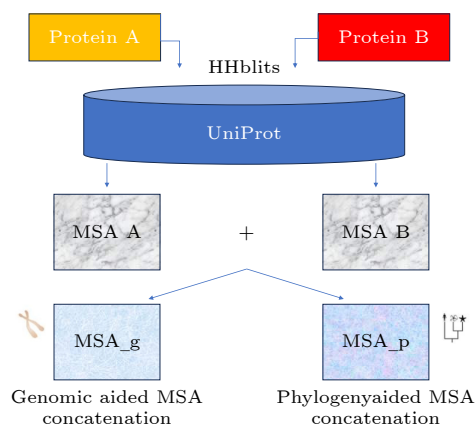 Protein A
Protein B
HHblits
UniProt
MSA A
+
MSA B
MSA_g
MSA_p
Genomic aided MSA
concatenation
Phylogenyaided MSA
concatenation